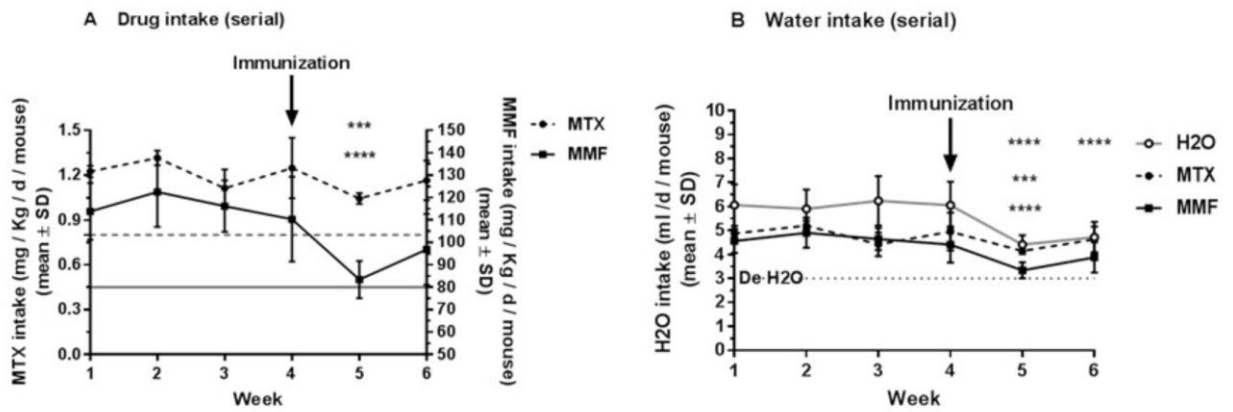 A Drug intake (serial)
Immunization
MTX intake (mg / Kg / d / mouse)
(mean ± SD)
1.5
1.2
0.9
0.6
0.3
0.0
***
****
150
140
130
120
110
100
90
80
70
60
50
MMF intake (mg / Kg / d / mouse)
(mean ± SD)
MTX
MMF
1 2 3 4 5 6
Week
B Water intake (serial)
Immunization
H2O intake (ml / d / mouse)
(mean ± SD)
10
9
8
7
6
5
4
3
2
1
0
**** ****
***
****
De H2O
H2O
MTX
MMF
1 2 3 4 5 6
Week